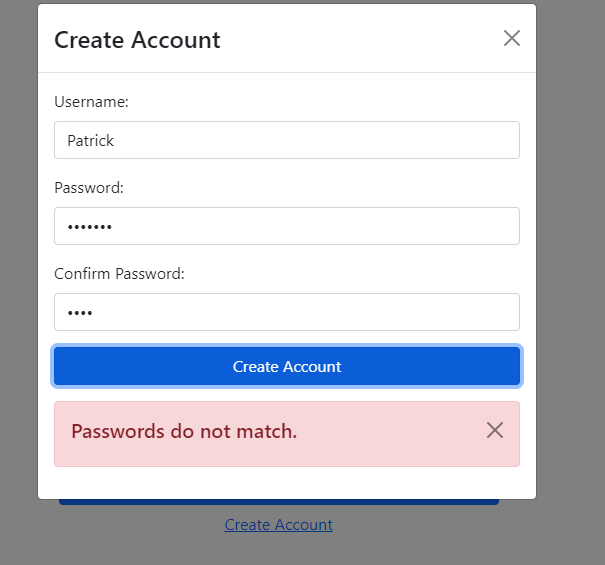 Create Account
Username:
Patrick
Password:
•••••••
Confirm Password:
••••
Create Account
Passwords do not match.
Create Account